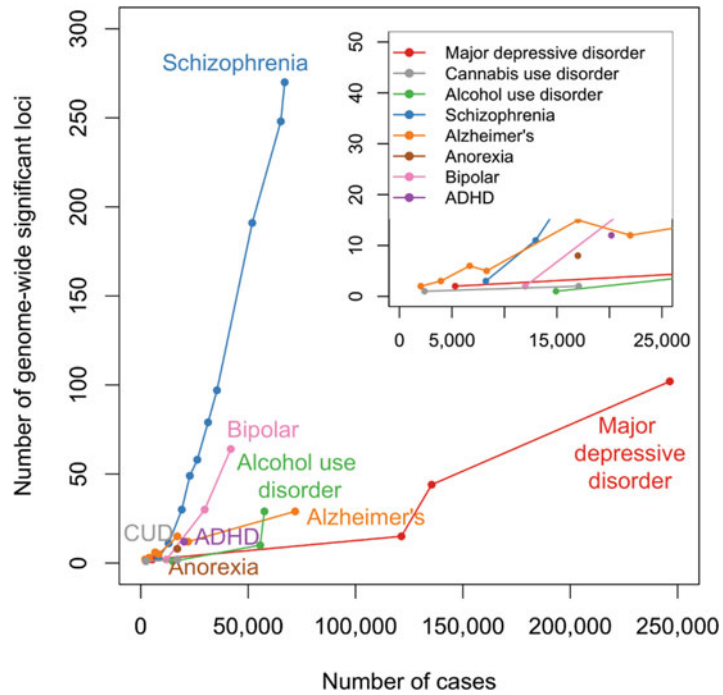 Number of genome-wide significant loci
300
250
200
150
100
50
0
0
50,000
100,000
150,000
200,000
250,000
Number of cases
Schizophrenia
Bipolar
Alcohol use
disorder
CUD
ADHD
Alzheimer's
Anorexia
Major
depressive
disorder
50
40
30
20
10
0
0
5,000
15,000
25,000
Major depressive disorder
Cannabis use disorder
Alcohol use disorder
Schizophrenia
Alzheimer's
Anorexia
Bipolar
ADHD